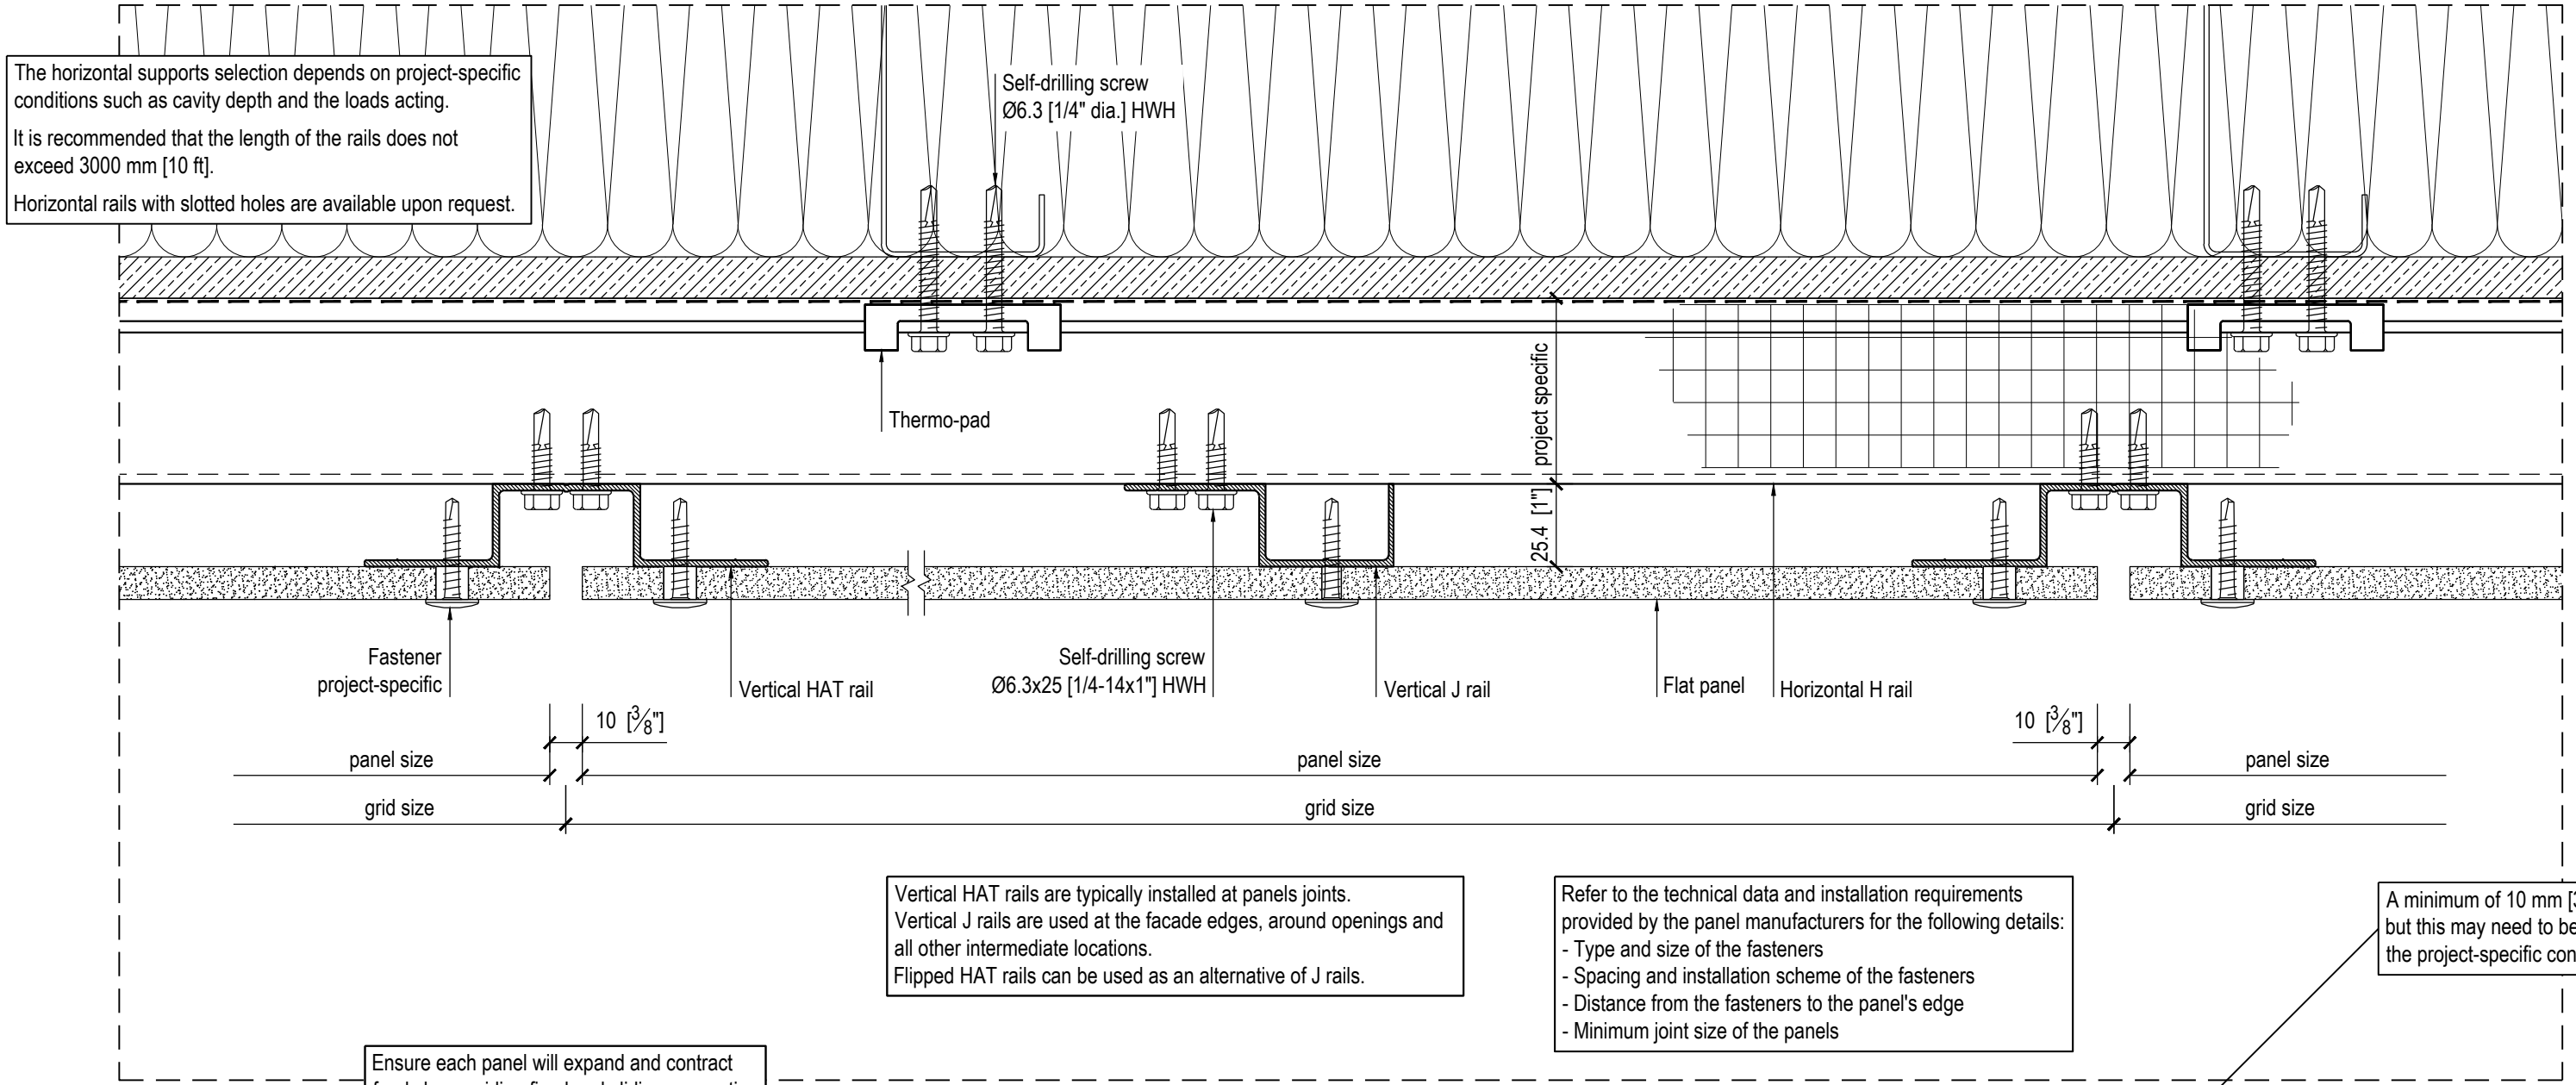 The horizontal supports selection depends on project-specific
conditions such as cavity depth and the loads acting.
It is recommended that the length of the rails does not
exceed 3000 mm [10 ft].
Horizontal rails with slotted holes are available upon request.
Self-drilling screw
Ø6.3 [1/4" dia.] HWH
Thermo-pad
project specific
25.4 [1"]
Fastener
project-specific
Vertical HAT rail
Self-drilling screw
Ø6.3x25 [1/4-14x1"] HWH
Vertical J rail
Flat panel
Horizontal H rail
10 [3/8"]
10 [3/8"]
panel size
panel size
panel size
grid size
grid size
grid size
Vertical HAT rails are typically installed at panels joints.
Vertical J rails are used at the facade edges, around openings and
all other intermediate locations.
Flipped HAT rails can be used as an alternative of J rails.
Refer to the technical data and installation requirements
provided by the panel manufacturers for the following details:
- Type and size of the fasteners
- Spacing and installation scheme of the fasteners
- Distance from the fasteners to the panel's edge
- Minimum joint size of the panels
A minimum of 10 mm [3
but this may need to be
the project-specific con
Ensure each panel will expand and contract